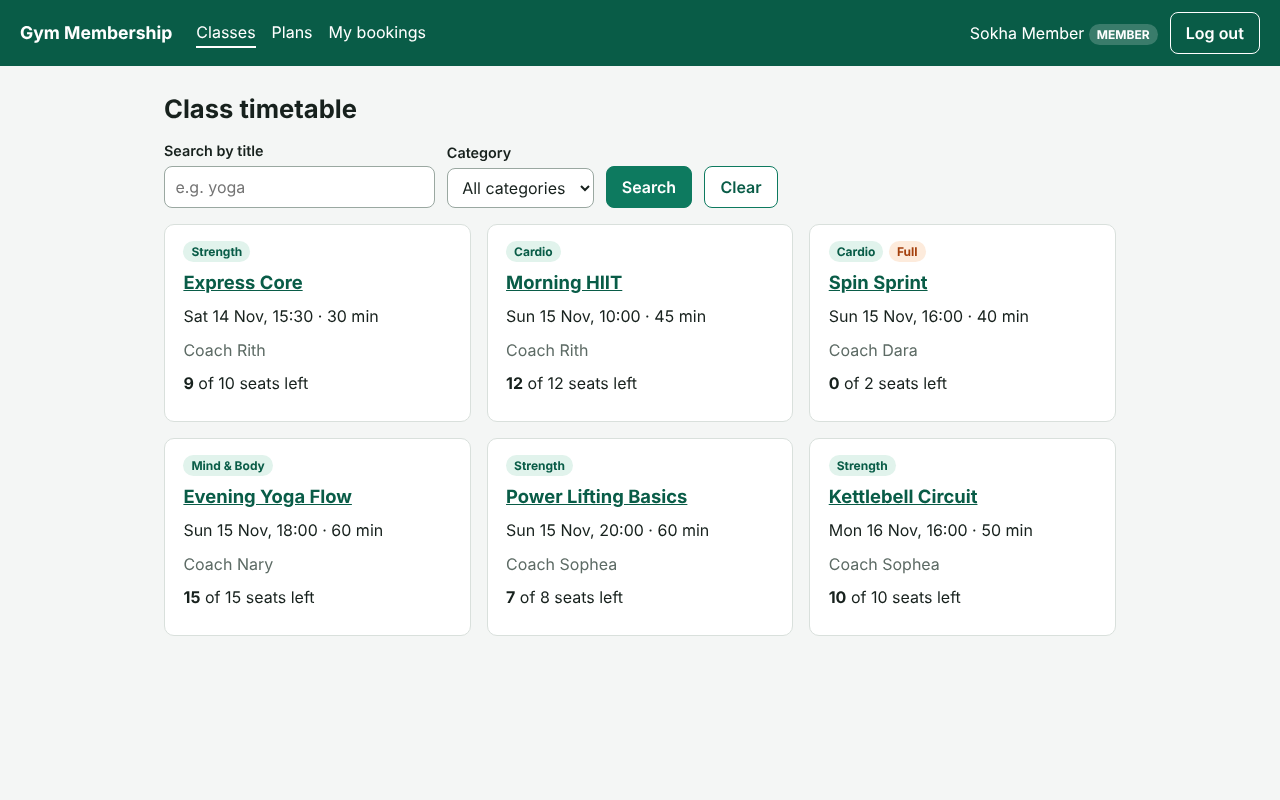 Gym Membership Classes Plans My bookings Sokha Member MEMBER Log out
Class timetable
Search by title
Category
e.g. yoga
All categories
Search
Clear
Strength
Express Core
Sat 14 Nov, 15:30 · 30 min
Coach Rith
9 of 10 seats left
Cardio
Morning HIIT
Sun 15 Nov, 10:00 · 45 min
Coach Rith
12 of 12 seats left
Cardio Full
Spin Sprint
Sun 15 Nov, 16:00 · 40 min
Coach Dara
0 of 2 seats left
Mind & Body
Evening Yoga Flow
Sun 15 Nov, 18:00 · 60 min
Coach Nary
15 of 15 seats left
Strength
Power Lifting Basics
Sun 15 Nov, 20:00 · 60 min
Coach Sophea
7 of 8 seats left
Strength
Kettlebell Circuit
Mon 16 Nov, 16:00 · 50 min
Coach Sophea
10 of 10 seats left